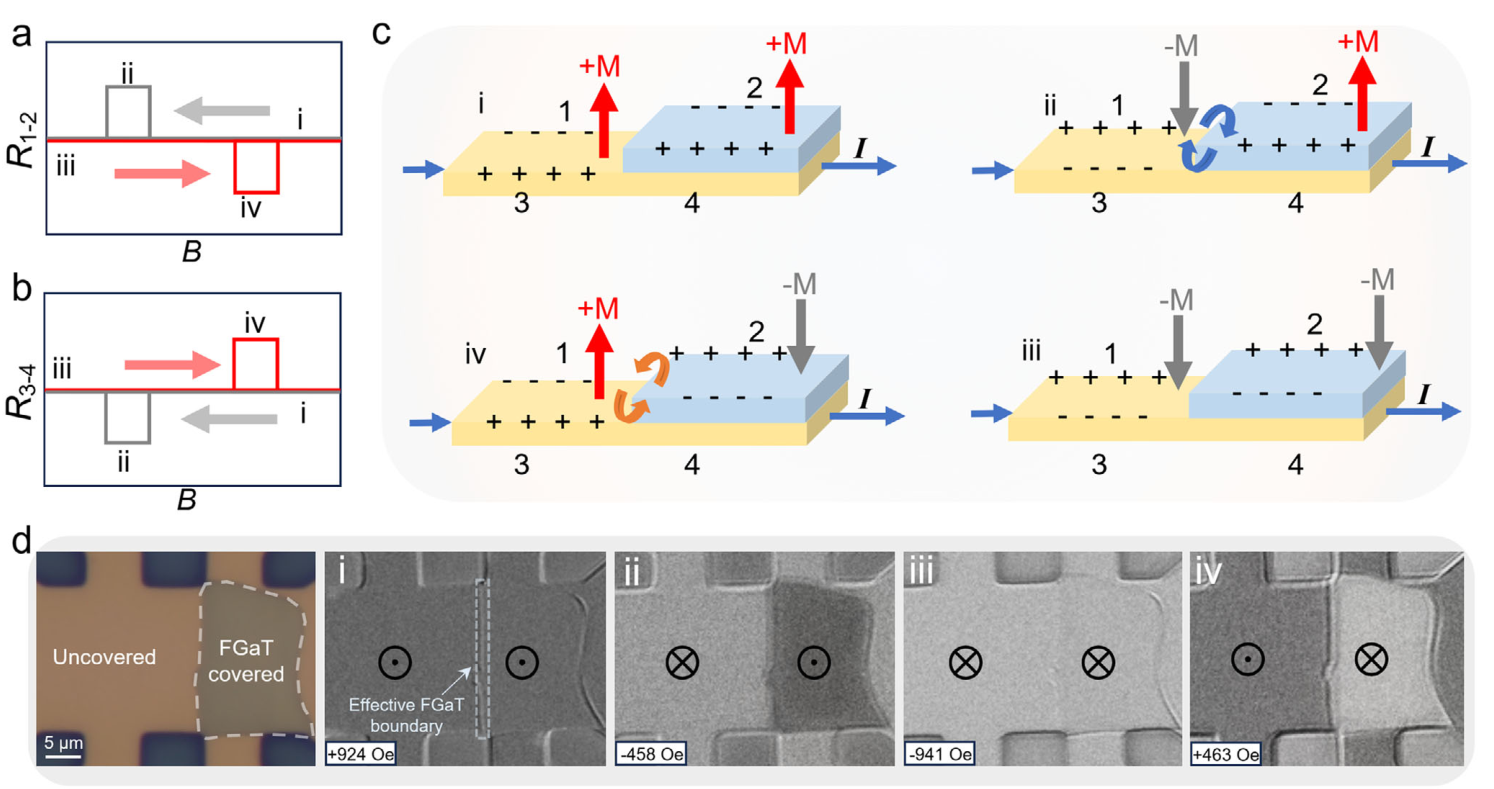 a
R1-2
ii
i
iii
iv
B
b
R3-4
iv
iii
i
ii
B
c
i
1
+M
2
+M
- - - -
- - - -
+ + + +
+ + + +
I
3
4
ii
1
-M
2
+M
+ + + +
- - - -
- - - -
+ + + +
I
3
4
iv
1
+M
2
-M
- - - -
+ + + +
+ + + +
- - - -
I
3
4
iii
1
-M
2
-M
+ + + +
+ + + +
- - - -
- - - -
I
3
4
d
Uncovered
FGaT
covered
5 μm
i
Effective FGaT
boundary
+924 Oe
ii
-458 Oe
iii
-941 Oe
iv
+463 Oe